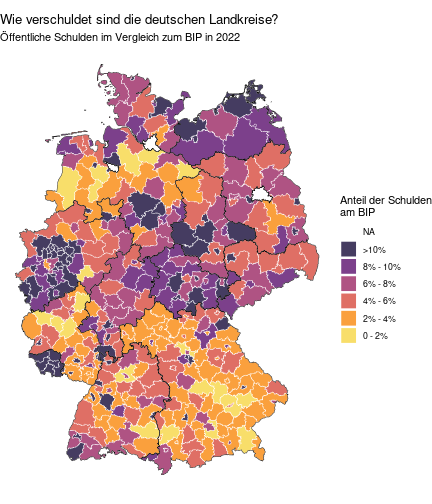 Wie verschuldet sind die deutschen Landkreise?
Öffentliche Schulden im Vergleich zum BIP in 2022
Anteil der Schulden
am BIP
NA
>10%
8% - 10%
6% - 8%
4% - 6%
2% - 4%
0 - 2%